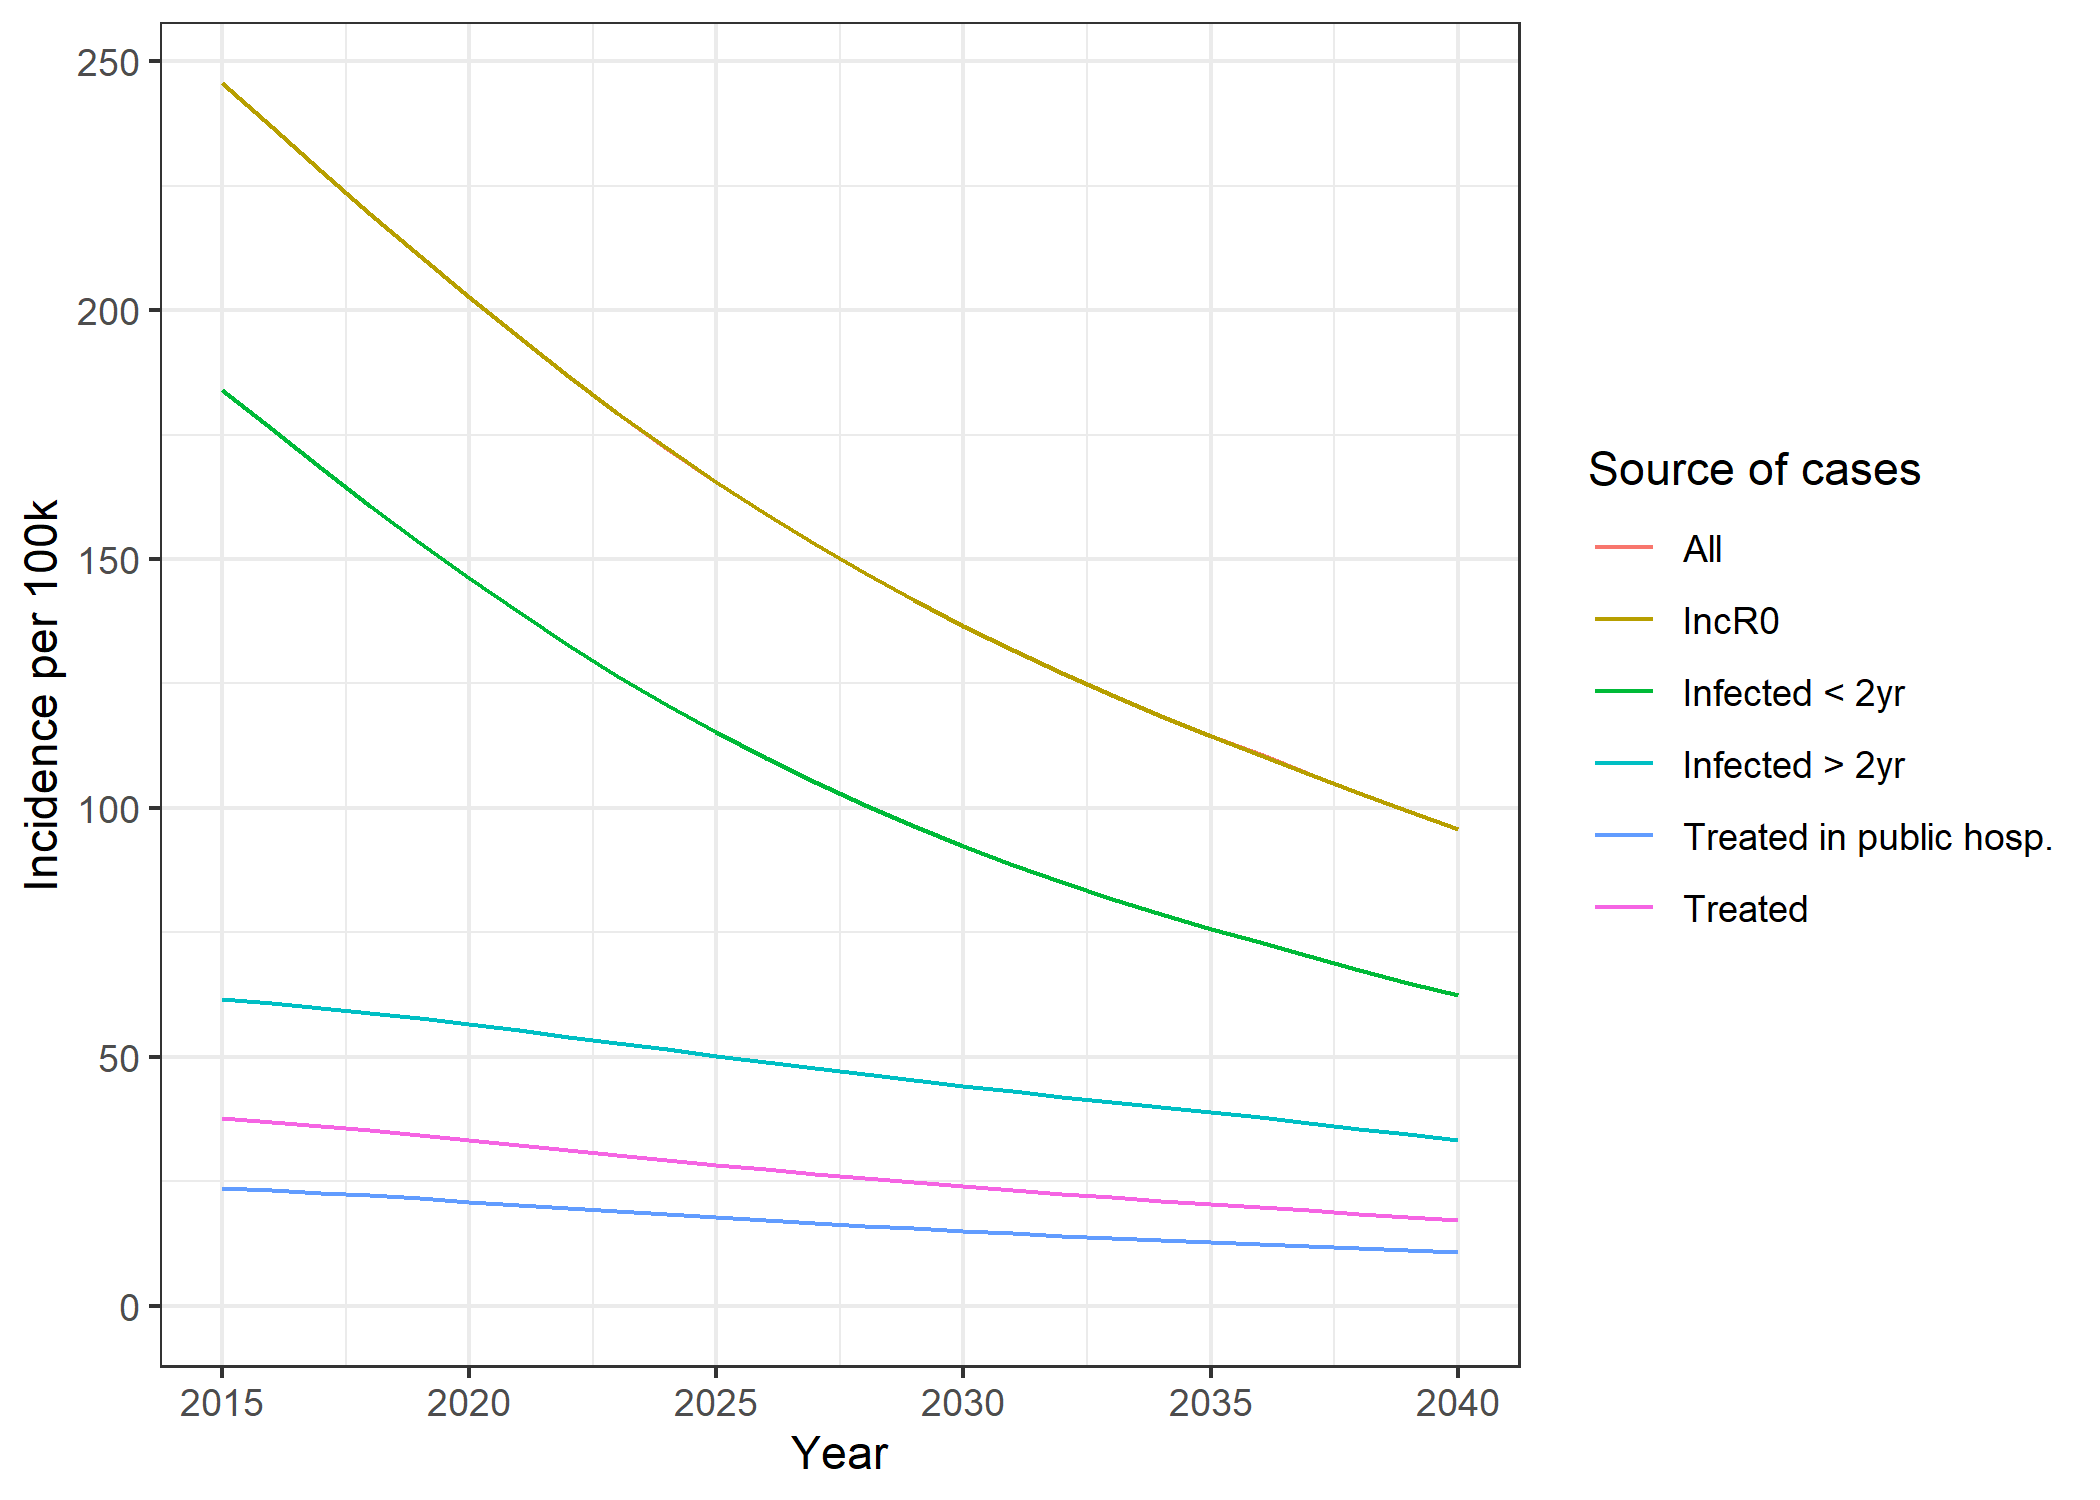 250
200
150
100
50
0
2015 2020 2025 2030 2035 2040
Year
Incidence per 100k
Source of cases
All
IncR0
Infected < 2yr
Infected > 2yr
Treated in public hosp.
Treated